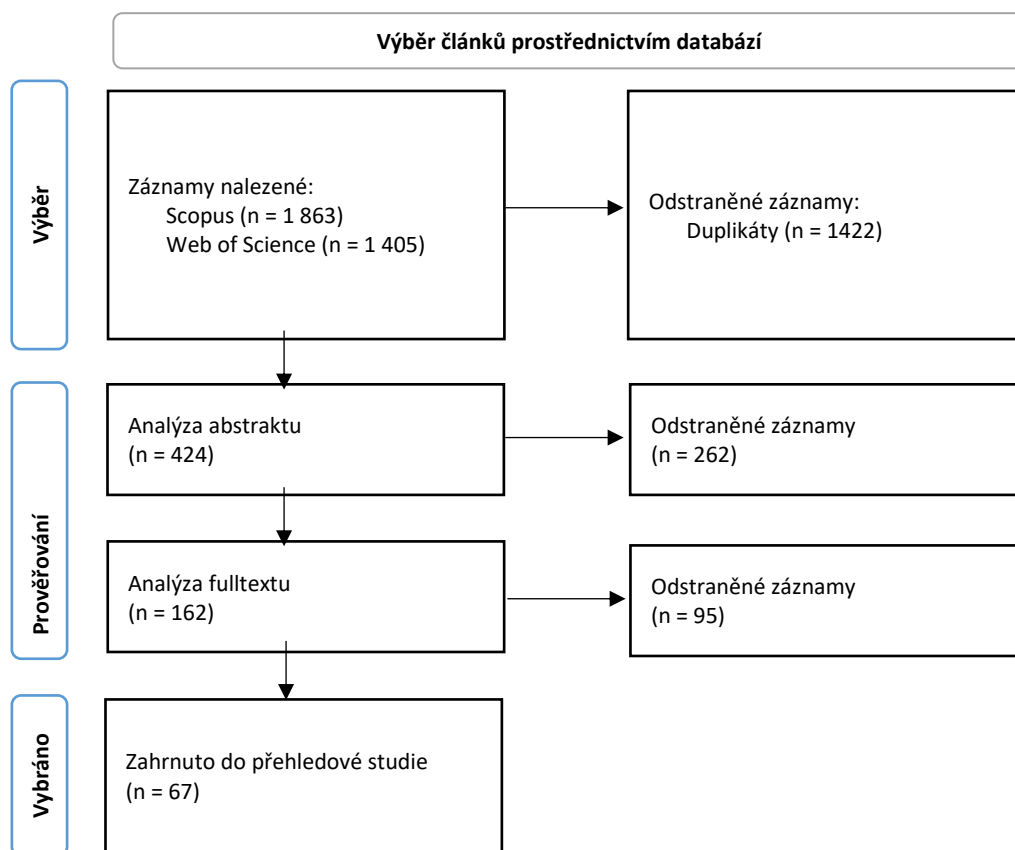 Výběr článků prostřednictvím databází
Výběr
Záznamy nalezené:
Scopus (n = 1 863)
Web of Science (n = 1 405)
Odstraněné záznamy:
Duplikáty (n = 1422)
Prověřování
Analýza abstraktu
(n = 424)
Odstraněné záznamy
(n = 262)
Analýza fulltextu
(n = 162)
Odstraněné záznamy
(n = 95)
Vybráno
Zahrnuto do přehledové studie
(n = 67)